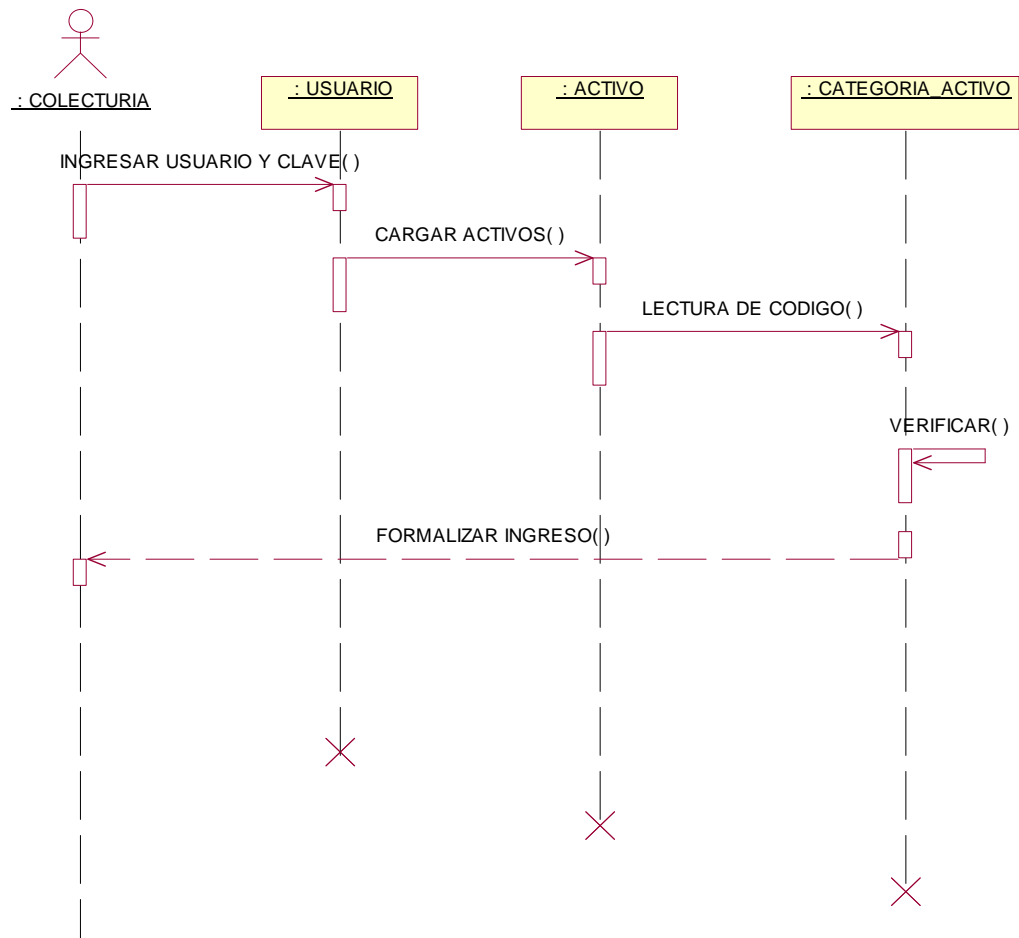 : COLECTURIA
: USUARIO
: ACTIVO
: CATEGORIA_ACTIVO
INGRESAR USUARIO Y CLAVE( )
CARGAR ACTIVOS( )
LECTURA DE CODIGO( )
VERIFICAR( )
FORMALIZAR INGRESO( )